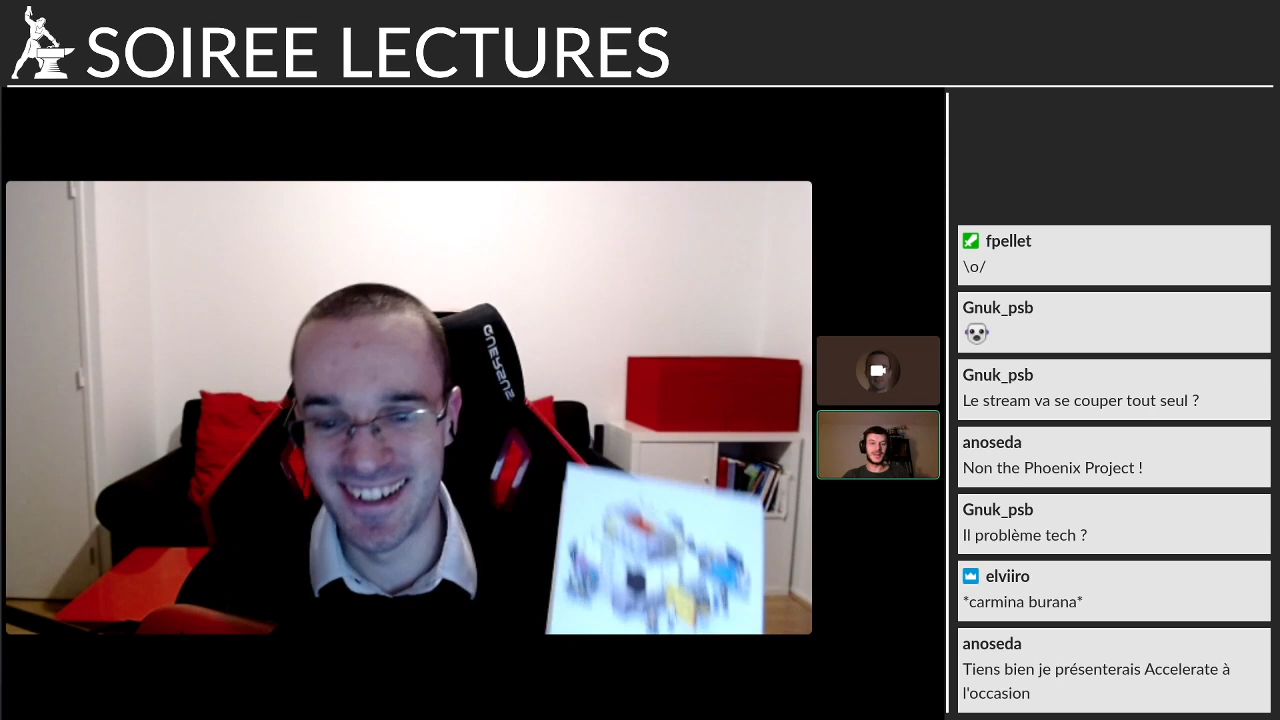 SOIREE LECTURES
fpellet
\o/
Gnuk_psb
Gnuk_psb
Le stream va se couper tout seul ?
anoseda
Non the Phoenix Project !
Gnuk_psb
Il problème tech ?
elviiro
*carmina burana*
anoseda
Tiens bien je présenterais Accelerate à
l'occasion